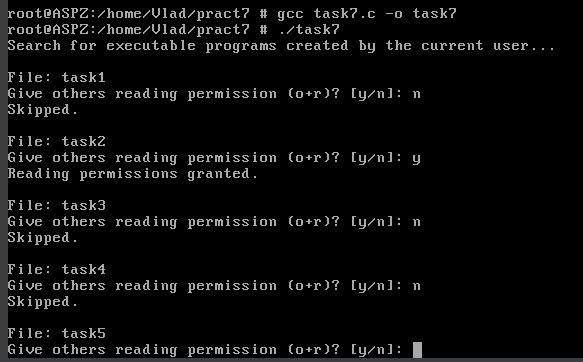 root@ASPZ:/home/Vlad/pract7 # gcc task7.c -o task7
root@ASPZ:/home/Vlad/pract7 # ./task7
Search for executable programs created by the current user...
File: task1
Give others reading permission (o+r)? [y/n]: n
Skipped.
File: task2
Give others reading permission (o+r)? [y/n]: y
Reading permissions granted.
File: task3
Give others reading permission (o+r)? [y/n]: n
Skipped.
File: task4
Give others reading permission (o+r)? [y/n]: n
Skipped.
File: task5
Give others reading permission (o+r)? [y/n]: